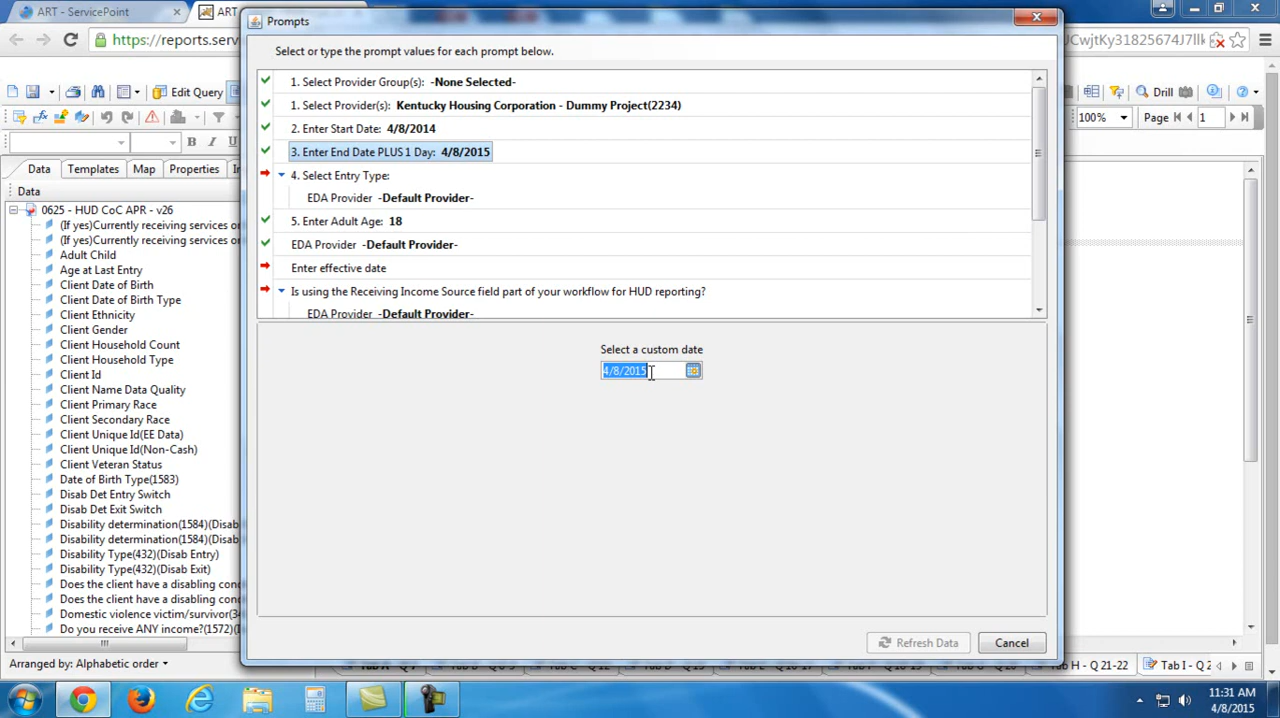 ART - ServicePoint
ART
Prompts
https://reports.serv
JCwjtKy31825674J7llk
Select or type the prompt values for each prompt below.
1. Select Provider Group(s): -None Selected-
1. Select Provider(s): Kentucky Housing Corporation - Dummy Project(2234)
2. Enter Start Date: 4/8/2014
3. Enter End Date PLUS 1 Day: 4/8/2015
4. Select Entry Type:
EDA Provider -Default Provider-
5. Enter Adult Age: 18
EDA Provider -Default Provider-
Enter effective date
Is using the Receiving Income Source field part of your workflow for HUD reporting?
EDA Provider -Default Provider-
Select a custom date
4/8/2015
Refresh Data
Cancel
Edit Query
Drill
100%
Page
1
B I U
Data
Templates
Map
Properties
Data
0625 - HUD CoC APR - v26
(If yes)Currently receiving services or
(If yes)Currently receiving services or
Adult Child
Age at Last Entry
Client Date of Birth
Client Date of Birth Type
Client Ethnicity
Client Gender
Client Household Count
Client Household Type
Client Id
Client Name Data Quality
Client Primary Race
Client Secondary Race
Client Unique Id(EE Data)
Client Unique Id(Non-Cash)
Client Veteran Status
Date of Birth Type(1583)
Disab Det Entry Switch
Disab Det Exit Switch
Disability determination(1584)(Disab
Disability determination(1584)(Disab
Disability Type(432)(Disab Entry)
Disability Type(432)(Disab Exit)
Does the client have a disabling cond
Does the client have a disabling cond
Domestic violence victim/survivor(34
Do you receive ANY income?(1572)(I
Arranged by: Alphabetic order
Tab H - Q 21-22
Tab I - Q 2
11:31 AM
4/8/2015